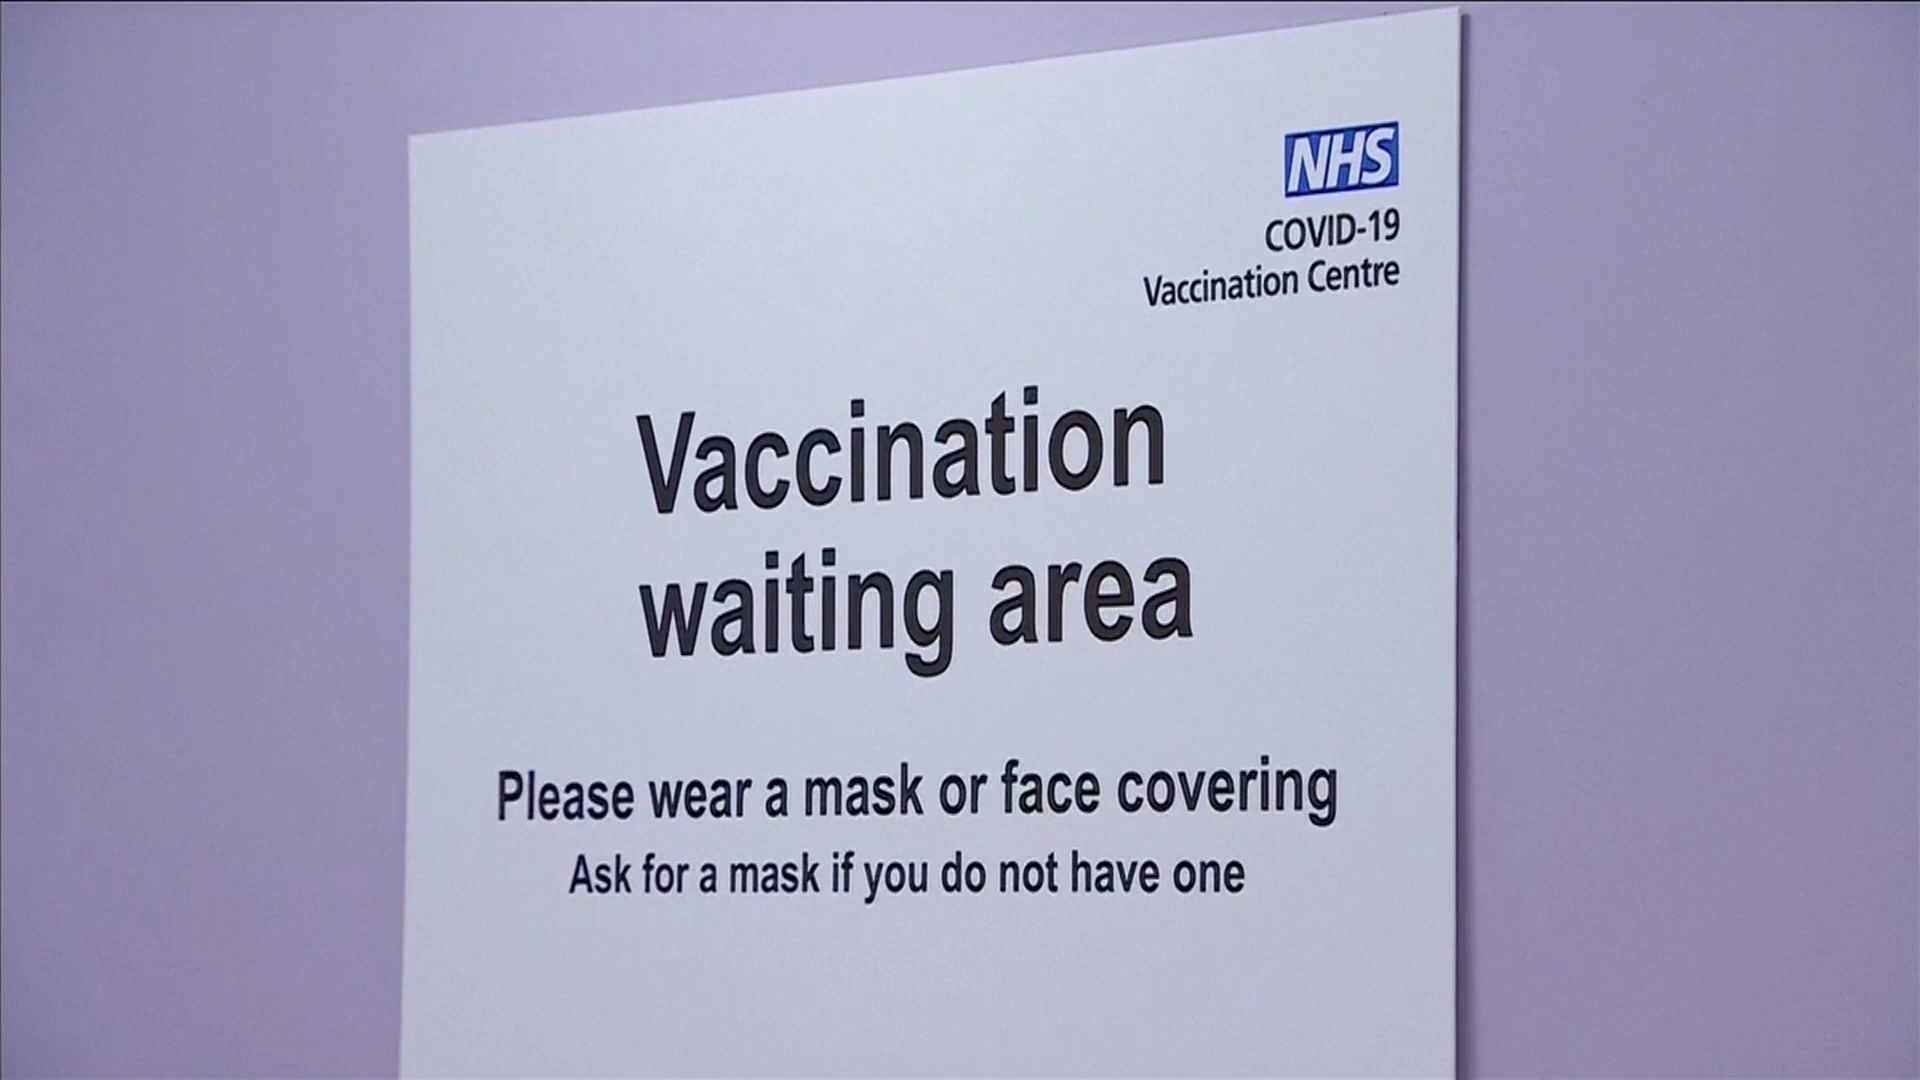 NHS
COVID-19
Vaccination Centre
Vaccination
waiting area
Please wear a mask or face covering
Ask for a mask if you do not have one